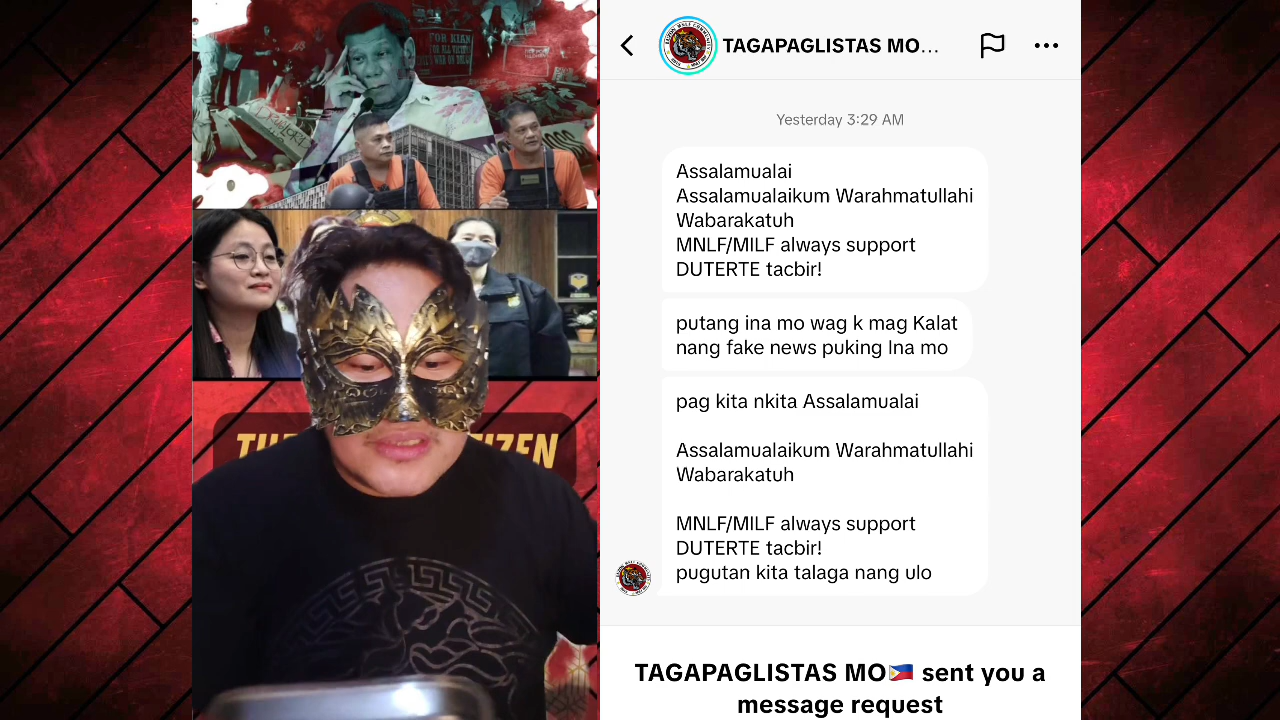 FOR KIAN
TAGAPAGLISTAS MO...
Yesterday 3:29 AM
Assalamualai
Assalamualaikum Warahmatullahi
Wabarakatuh
MNLF/MILF always support
DUTERTE tacbir!
putang ina mo wag k mag Kalat
nang fake news puking Ina mo
pag kita nkita Assalamualai
Assalamualaikum Warahmatullahi
Wabarakatuh
MNLF/MILF always support
DUTERTE tacbir!
pugutan kita talaga nang ulo
TAGAPAGLISTAS MO🇵🇭 sent you a
message request